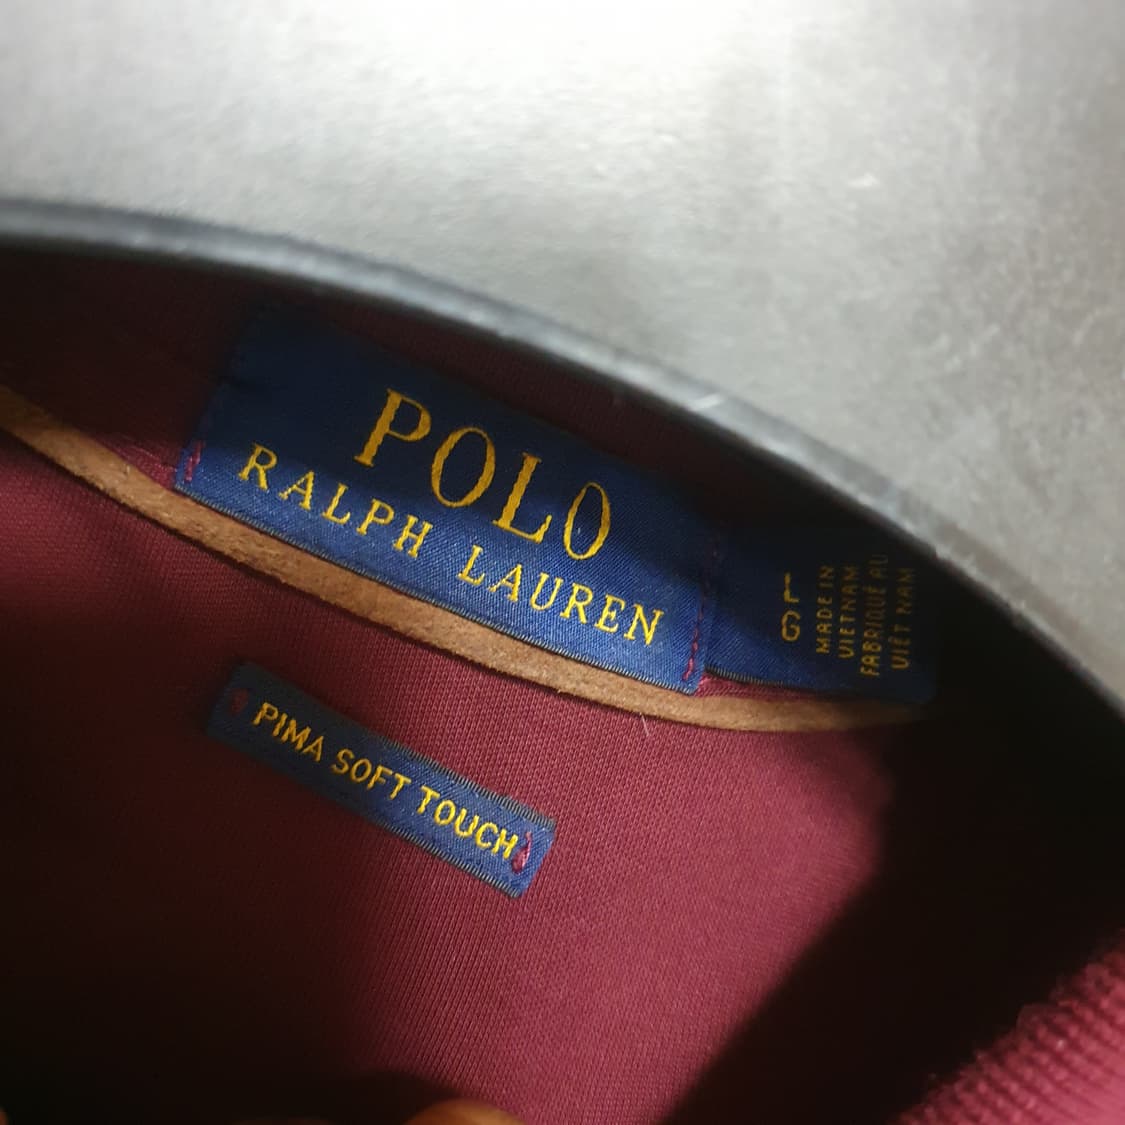 POLO
RALPH LAUREN
L
G
MADE IN
VIETNAM
FABRIQUÉ AU
VIÊT NAM
PIMA SOFT TOUCH